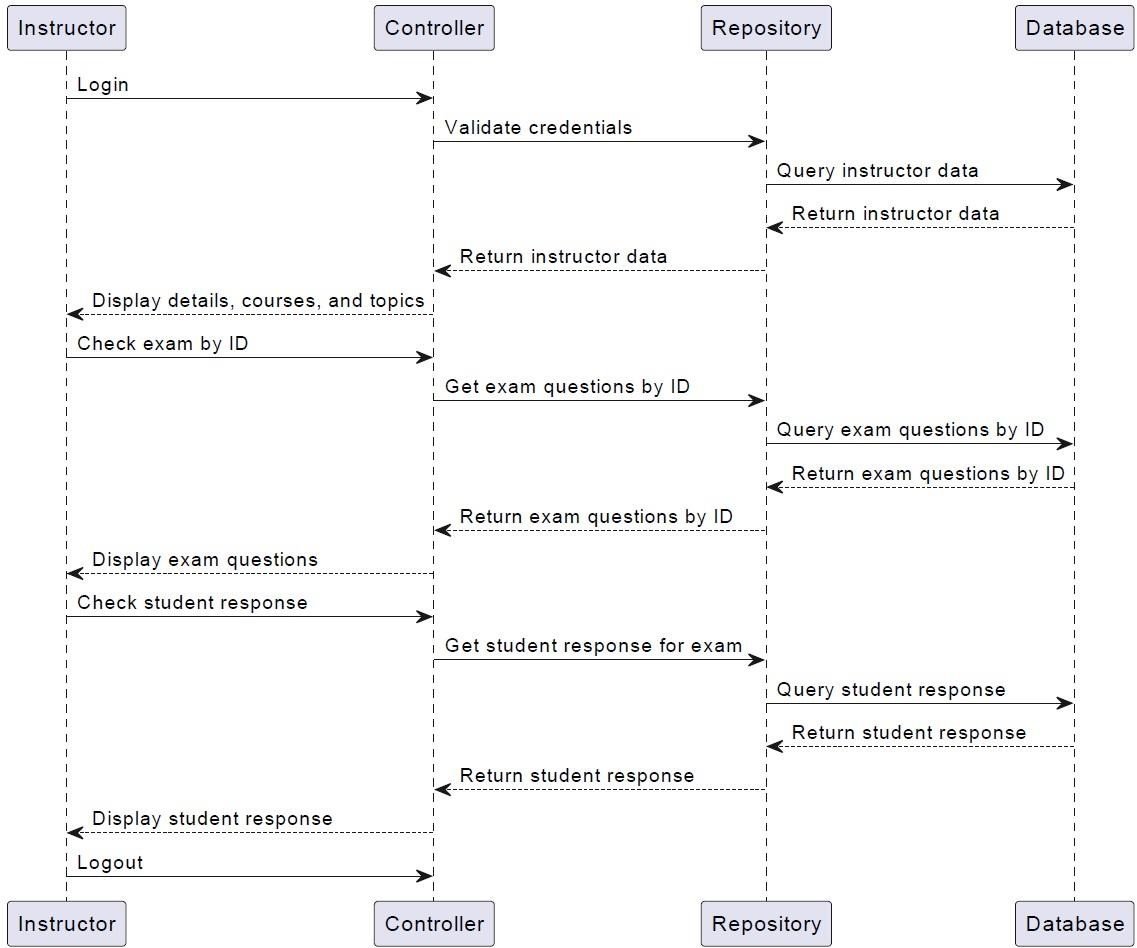 Instructor Controller Repository Database
Login
Validate credentials
Query instructor data
Return instructor data
Return instructor data
Display details, courses, and topics
Check exam by ID
Get exam questions by ID
Query exam questions by ID
Return exam questions by ID
Return exam questions by ID
Display exam questions
Check student response
Get student response for exam
Query student response
Return student response
Return student response
Display student response
Logout
Instructor Controller Repository Database